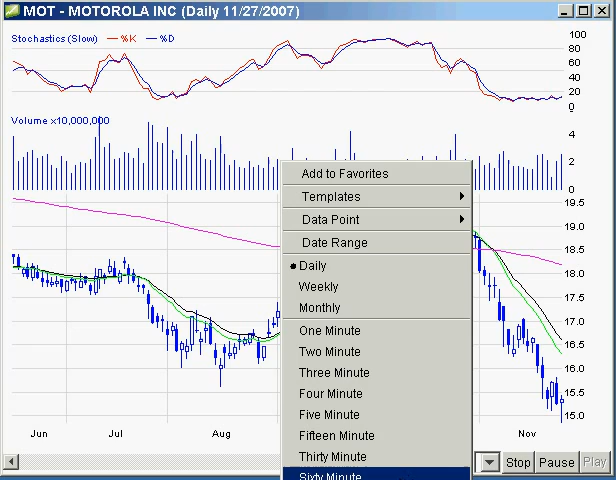 MOT - MOTOROLA INC (Daily 11/27/2007)
Stochastics (Slow) %K %D
100
80
60
40
20
0
Volume x10,000,000
4
2
0
19.5
19.0
18.5
18.0
17.5
17.0
16.5
16.0
15.5
15.0
Add to Favorites
Templates
Data Point
Date Range
Daily
Weekly
Monthly
One Minute
Two Minute
Three Minute
Four Minute
Five Minute
Fifteen Minute
Thirty Minute
Sixty Minute
Jun Jul Aug Nov
Stop Pause Play